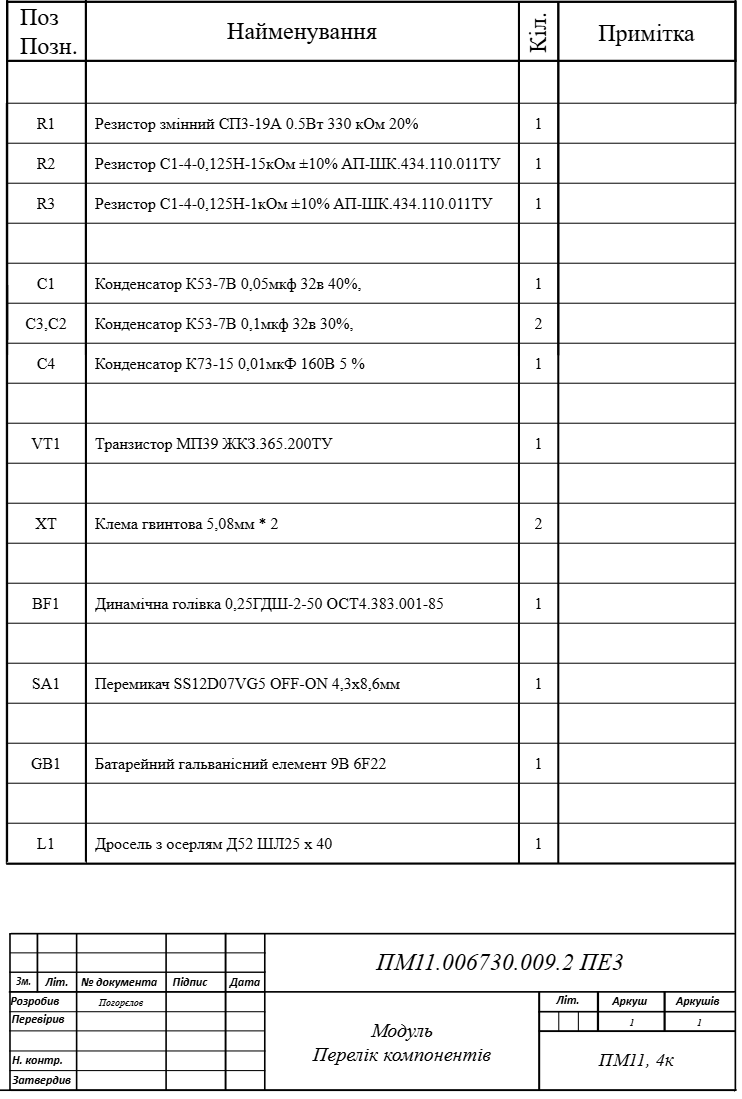 Поз Позн. Найменування Кіл. Примітка
R1 Резистор змінний СП3-19А 0.5Вт 330 кОм 20% 1
R2 Резистор С1-4-0,125Н-15кОм ±10% АП-ШК.434.110.011ТУ 1
R3 Резистор С1-4-0,125Н-1кОм ±10% АП-ШК.434.110.011ТУ 1
C1 Конденсатор К53-7В 0,05мкф 32в 40%, 1
C3,C2 Конденсатор К53-7В 0,1мкф 32в 30%, 2
C4 Конденсатор К73-15 0,01мкФ 160В 5 % 1
VT1 Транзистор МП39 ЖКЗ.365.200ТУ 1
XT Клема гвинтова 5,08мм * 2 2
BF1 Динамічна голівка 0,25ГДШ-2-50 ОСТ4.383.001-85 1
SA1 Перемикач SS12D07VG5 OFF-ON 4,3х8,6мм 1
GB1 Батарейний гальванісний елемент 9В 6F22 1
L1 Дросель з осерлям Д52 ШЛ25 х 40 1
ПМ11.006730.009.2 ПЕ3
Зм. Літ. № документа Підпис Дата
Розробив Погорєлов
Перевірив
Н. контр.
Затвердив
Модуль
Перелік компонентів
Літ. Аркуш Аркушів
1 1
ПМ11, 4к